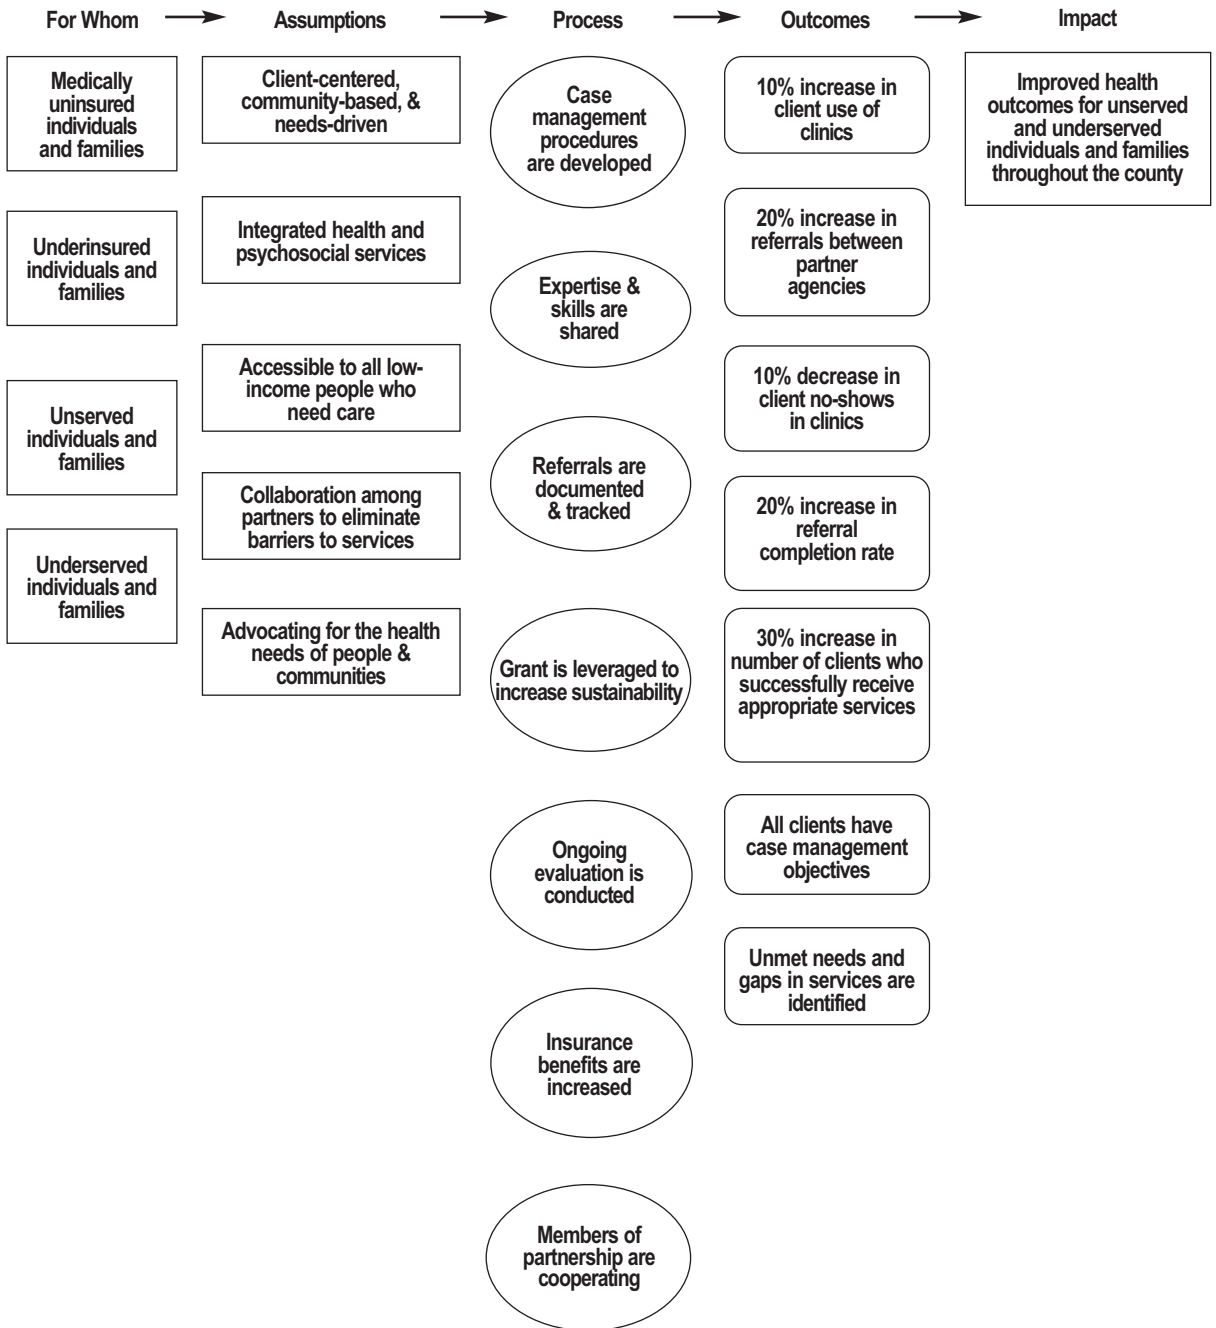 For Whom
Assumptions
Process
Outcomes
Impact
Medically
uninsured
individuals
and families
Underinsured
individuals and
families
Unserved
individuals and
families
Underserved
individuals and
families
Client-centered,
community-based, &
needs-driven
Integrated health and
psychosocial services
Accessible to all low-
income people who
need care
Collaboration among
partners to eliminate
barriers to services
Advocating for the health
needs of people &
communities
Case
management
procedures
are developed
Expertise &
skills are
shared
Referrals are
documented
& tracked
Grant is leveraged to
increase sustainability
Ongoing
evaluation is
conducted
Insurance
benefits are
increased
Members of
partnership are
cooperating
10% increase in
client use of
clinics
20% increase in
referrals between
partner
agencies
10% decrease in
client no-shows
in clinics
20% increase in
referral
completion rate
30% increase in
number of clients who
successfully receive
appropriate services
All clients have
case management
objectives
Unmet needs and
gaps in services are
identified
Improved health
outcomes for unserved
and underserved
individuals and families
throughout the county